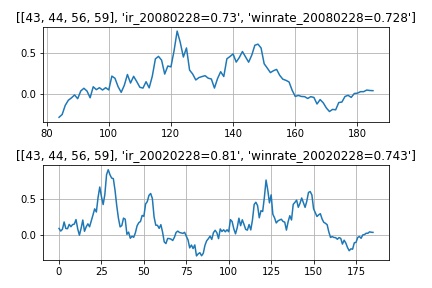 [[43, 44, 56, 59], 'ir_20080228=0.73', 'winrate_20080228=0.728']
0.5
0.0
80 100 120 140 160 180
[[43, 44, 56, 59], 'ir_20020228=0.81', 'winrate_20020228=0.743']
0.5
0.0
0 25 50 75 100 125 150 175